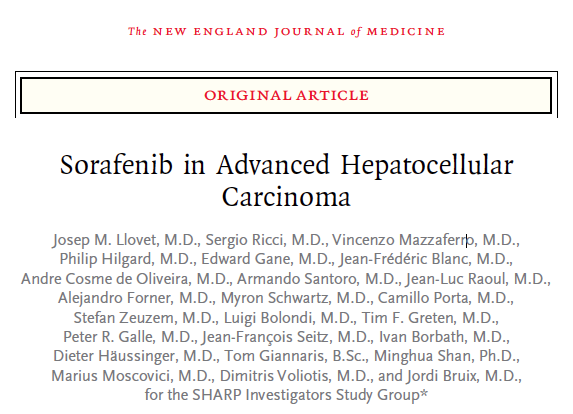 The NEW ENGLAND JOURNAL of MEDICINE
ORIGINAL ARTICLE
Sorafenib in Advanced Hepatocellular
Carcinoma
Josep M. Llovet, M.D., Sergio Ricci, M.D., Vincenzo Mazzaferro, M.D.,
Philip Hilgard, M.D., Edward Gane, M.D., Jean-Frédéric Blanc, M.D.,
Andre Cosme de Oliveira, M.D., Armando Santoro, M.D., Jean-Luc Raoul, M.D.,
Alejandro Forner, M.D., Myron Schwartz, M.D., Camillo Porta, M.D.,
Stefan Zeuzem, M.D., Luigi Bolondi, M.D., Tim F. Greten, M.D.,
Peter R. Galle, M.D., Jean-François Seitz, M.D., Ivan Borbath, M.D.,
Dieter Häussinger, M.D., Tom Giannaris, B.Sc., Minghua Shan, Ph.D.,
Marius Moscovici, M.D., Dimitris Voliotis, M.D., and Jordi Bruix, M.D.,
for the SHARP Investigators Study Group*